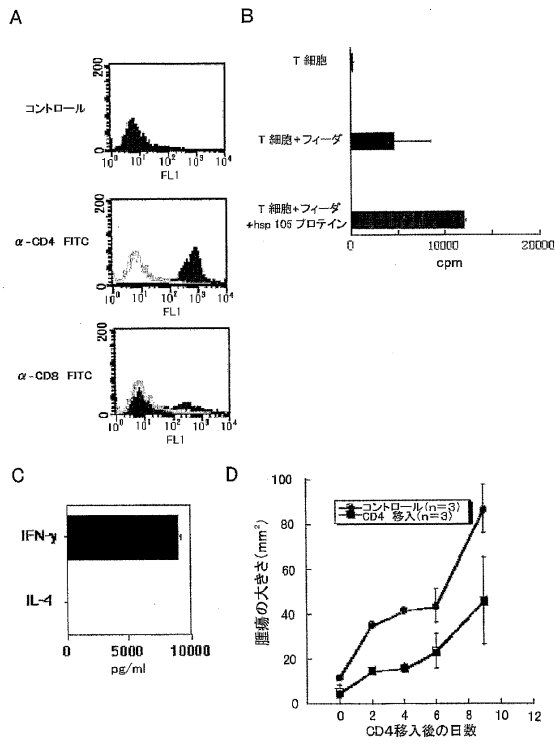 A
200
コントロール
0
10⁰ 10¹ 10² 10³ 10⁴
FL1
200
α-CD4 FITC
0
10⁰ 10¹ 10² 10³ 10⁴
FL1
200
α-CD8 FITC
0
10⁰ 10¹ 10² 10³ 10⁴
FL1
B
T 細胞
T 細胞+フィーダ
T 細胞+フィーダ
+hsp 105 プロテイン
0 10000 20000
cpm
C
IFN-γ
IL-4
0 10000
pg/ml
D
腫瘍の大きさ(mm²)
100
80
60
40
20
0
コントロール(n=3)
CD4 移入(n=3)
0 2 4 6 8 10 12
CD4移入後の日数